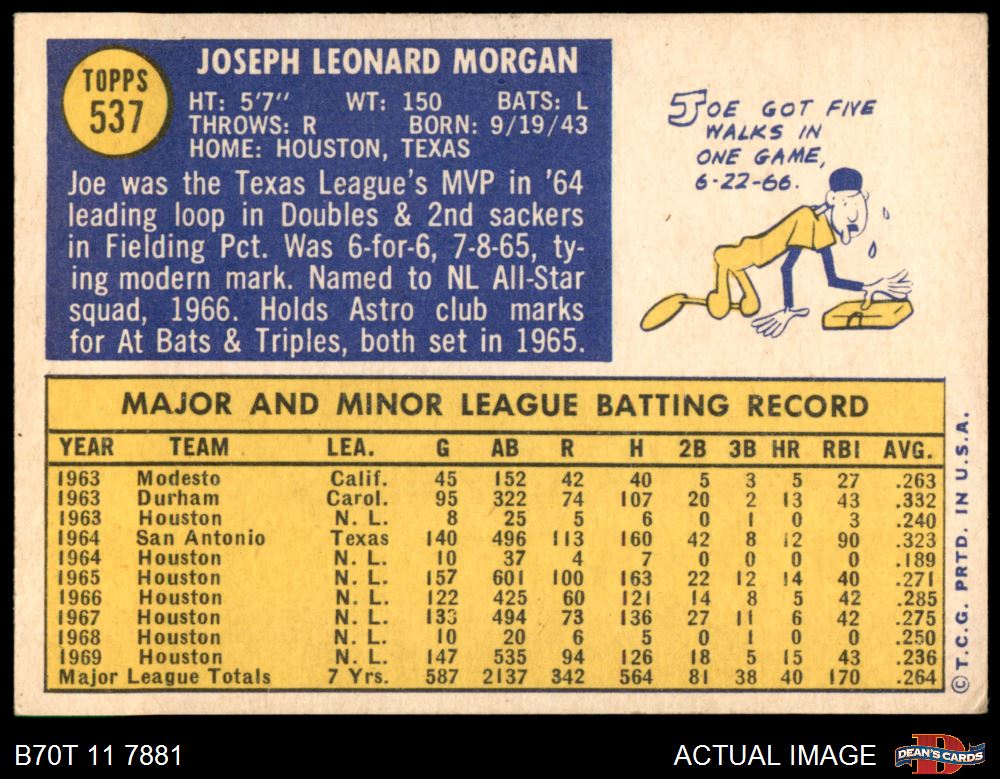 TOPPS
537
JOSEPH LEONARD MORGAN
HT: 5'7" WT: 150 BATS: L
THROWS: R BORN: 9/19/43
HOME: HOUSTON, TEXAS
Joe was the Texas League's MVP in '64
leading loop in Doubles & 2nd sackers
in Fielding Pct. Was 6-for-6, 7-8-65, ty-
ing modern mark. Named to NL All-Star
squad, 1966. Holds Astro club marks
for At Bats & Triples, both set in 1965.
JOE GOT FIVE
WALKS IN
ONE GAME,
6-22-66.
MAJOR AND MINOR LEAGUE BATTING RECORD
YEAR TEAM LEA. G AB R H 2B 3B HR RBI AVG.
1963 Modesto Calif. 45 152 42 40 5 3 5 27 .263
1963 Durham Carol. 95 322 74 107 20 2 13 43 .332
1963 Houston N. L. 8 25 5 6 0 1 0 3 .240
1964 San Antonio Texas 140 496 113 160 42 8 12 90 .323
1964 Houston N. L. 10 37 4 7 0 0 0 0 .189
1965 Houston N. L. 157 601 100 163 22 12 14 40 .271
1966 Houston N. L. 122 425 60 121 14 8 5 42 .285
1967 Houston N. L. 133 494 73 136 27 11 6 42 .275
1968 Houston N. L. 10 20 6 5 0 1 0 0 .250
1969 Houston N. L. 147 535 94 126 18 5 15 43 .236
Major League Totals 7 Yrs. 587 2137 342 564 81 38 40 170 .264
©T.C.G. PRTD. IN U.S.A.
B70T 11 7881
ACTUAL IMAGE
DEAN'S CARDS